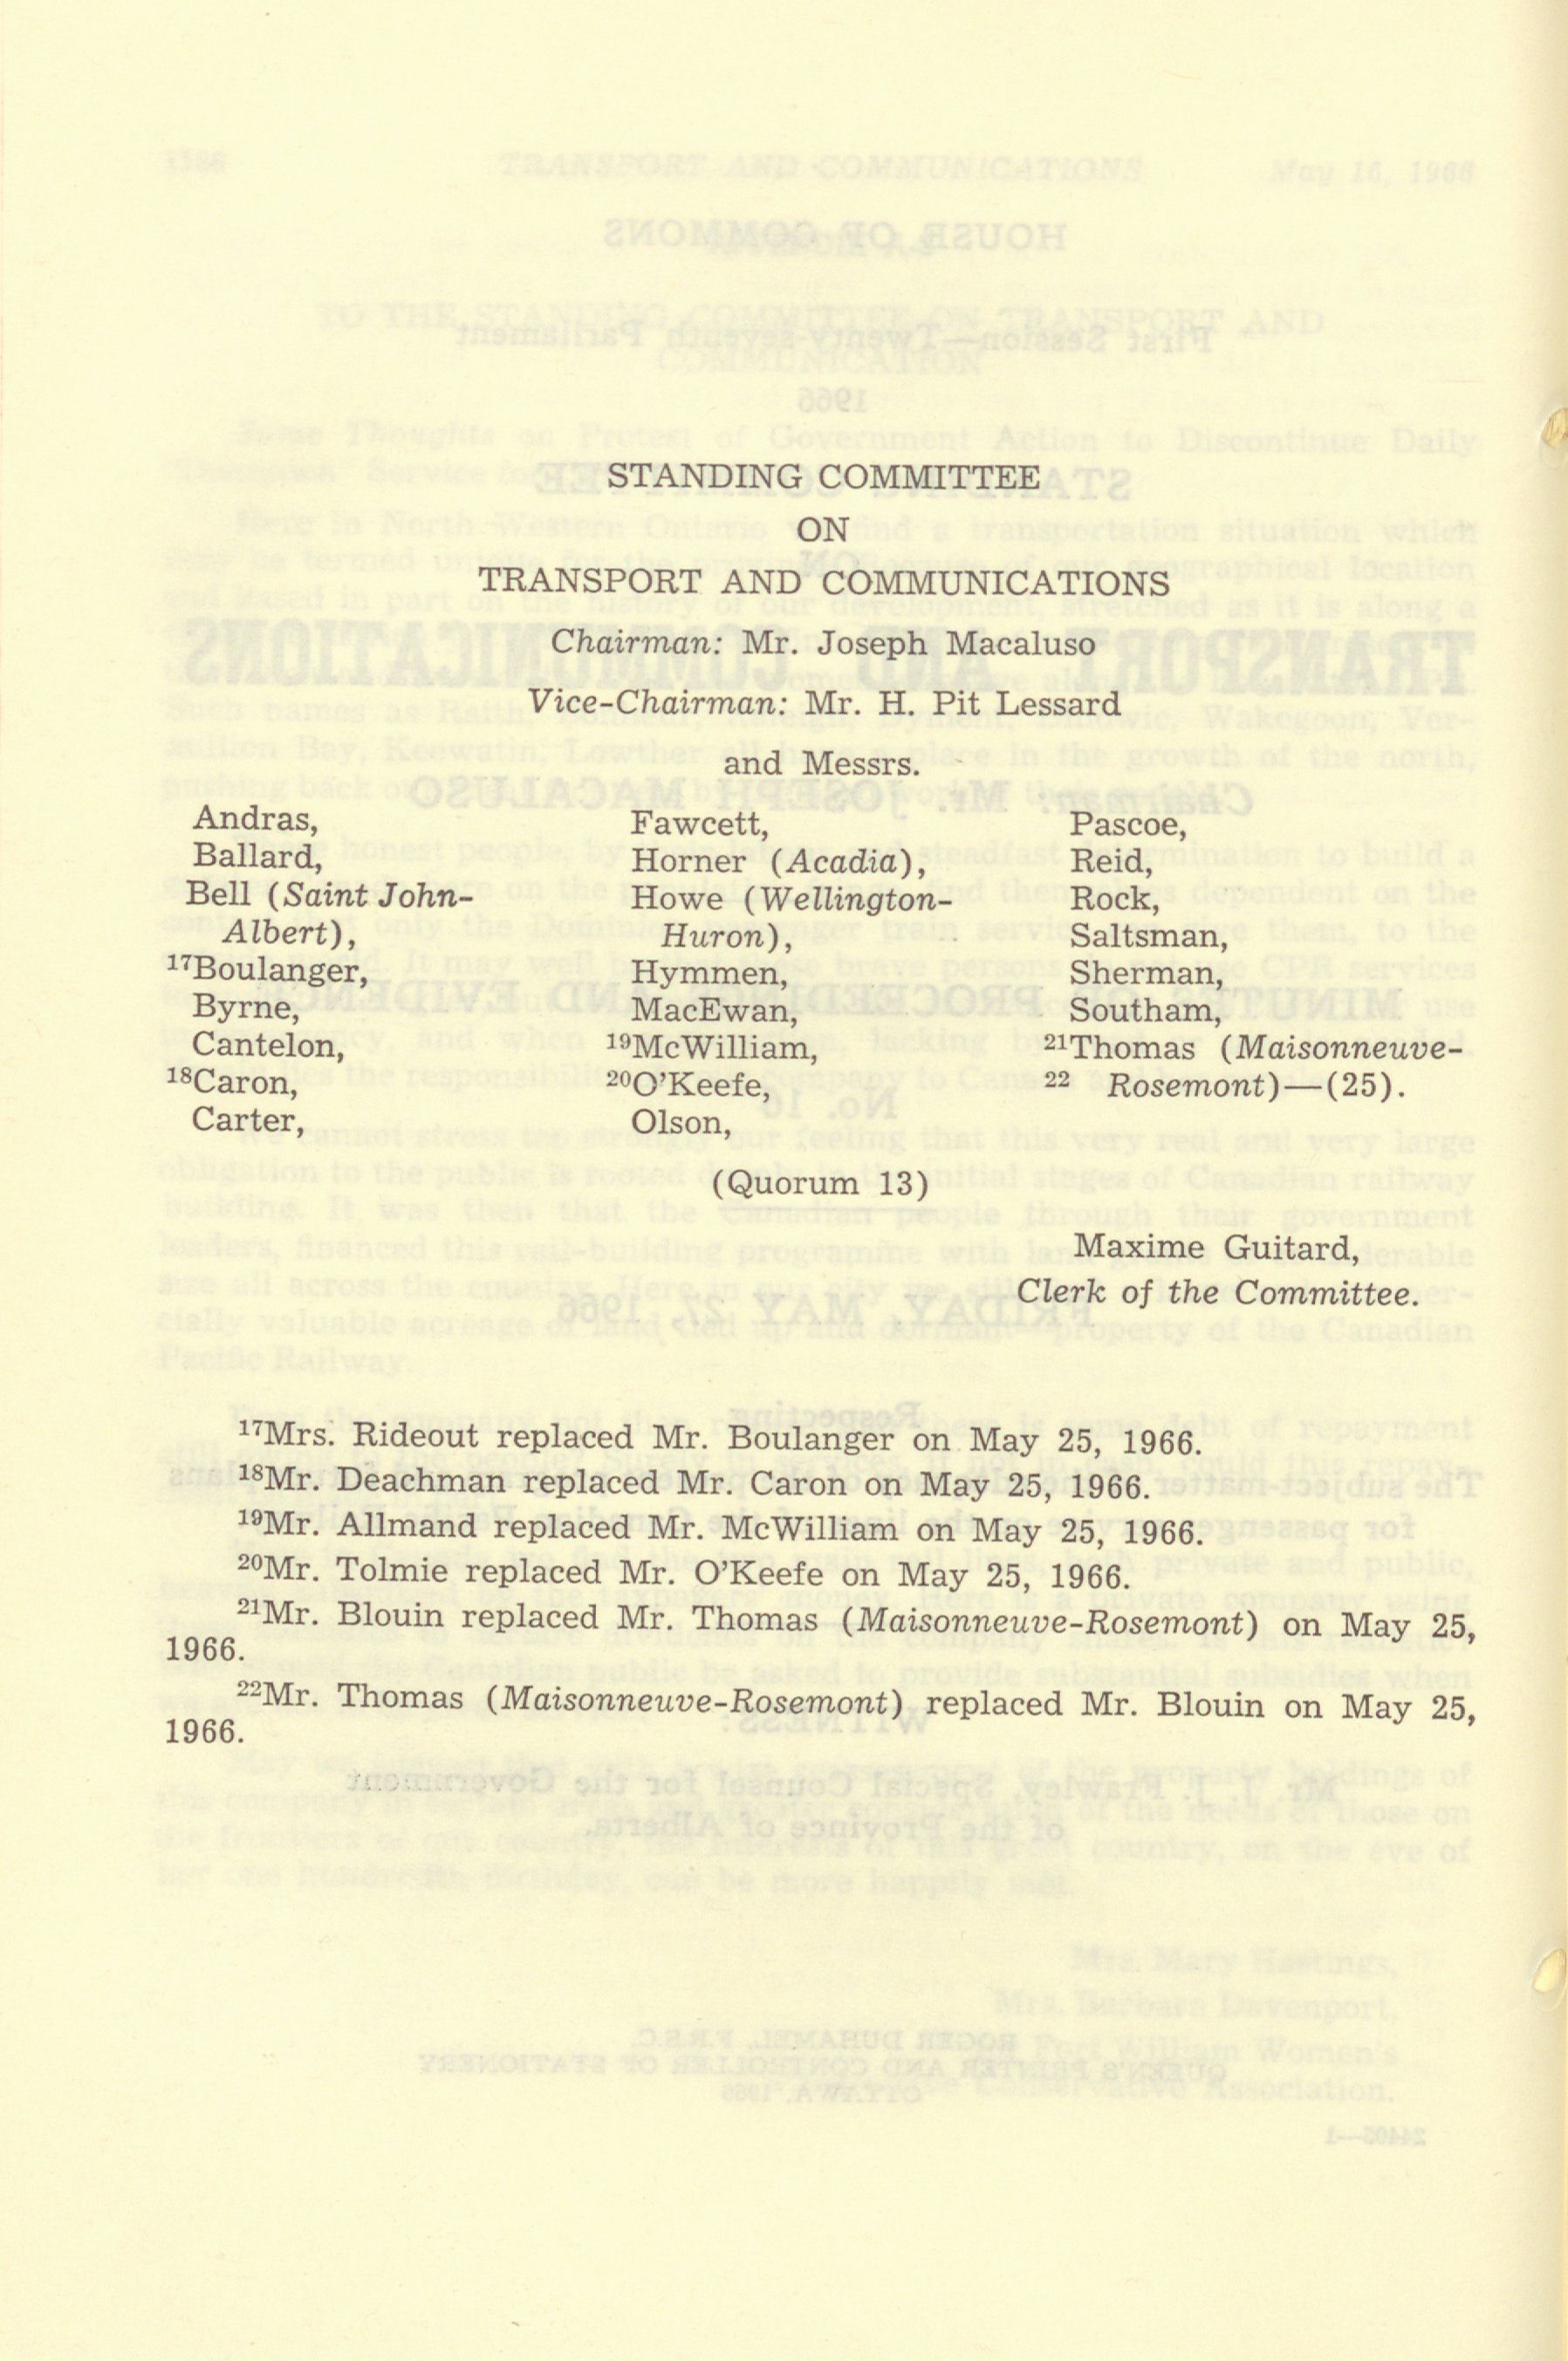 STANDING COMMITTEE
ON
TRANSPORT AND COMMUNICATIONS
Chairman: Mr. Joseph Macaluso
Vice-Chairman: Mr. H. Pit Lessard
and Messrs.
Andras,
Ballard,
Bell (Saint John-
Albert),
¹⁷Boulanger,
Byrne,
Cantelon,
¹⁸Caron,
Carter,
Fawcett,
Horner (Acadia),
Howe (Wellington-
Huron),
Hymmen,
MacEwan,
¹⁹McWilliam,
²⁰O'Keefe,
Olson,
Pascoe,
Reid,
Rock,
Saltsman,
Sherman,
Southam,
²¹Thomas (Maisonneuve-
²² Rosemont)—(25).
(Quorum 13)
Maxime Guitard,
Clerk of the Committee.
¹⁷Mrs. Rideout replaced Mr. Boulanger on May 25, 1966.
¹⁸Mr. Deachman replaced Mr. Caron on May 25, 1966.
¹⁹Mr. Allmand replaced Mr. McWilliam on May 25, 1966.
²⁰Mr. Tolmie replaced Mr. O'Keefe on May 25, 1966.
²¹Mr. Blouin replaced Mr. Thomas (Maisonneuve-Rosemont) on May 25,
1966.
²²Mr. Thomas (Maisonneuve-Rosemont) replaced Mr. Blouin on May 25,
1966.